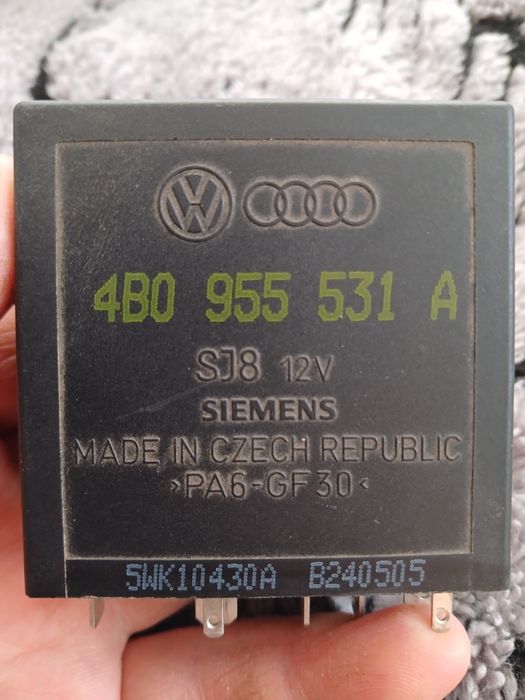 4B0 955 531 A
SJ8 12V
SIEMENS
MADE IN CZECH REPUBLIC
>PA6-GF30<
5WK10430A B240505